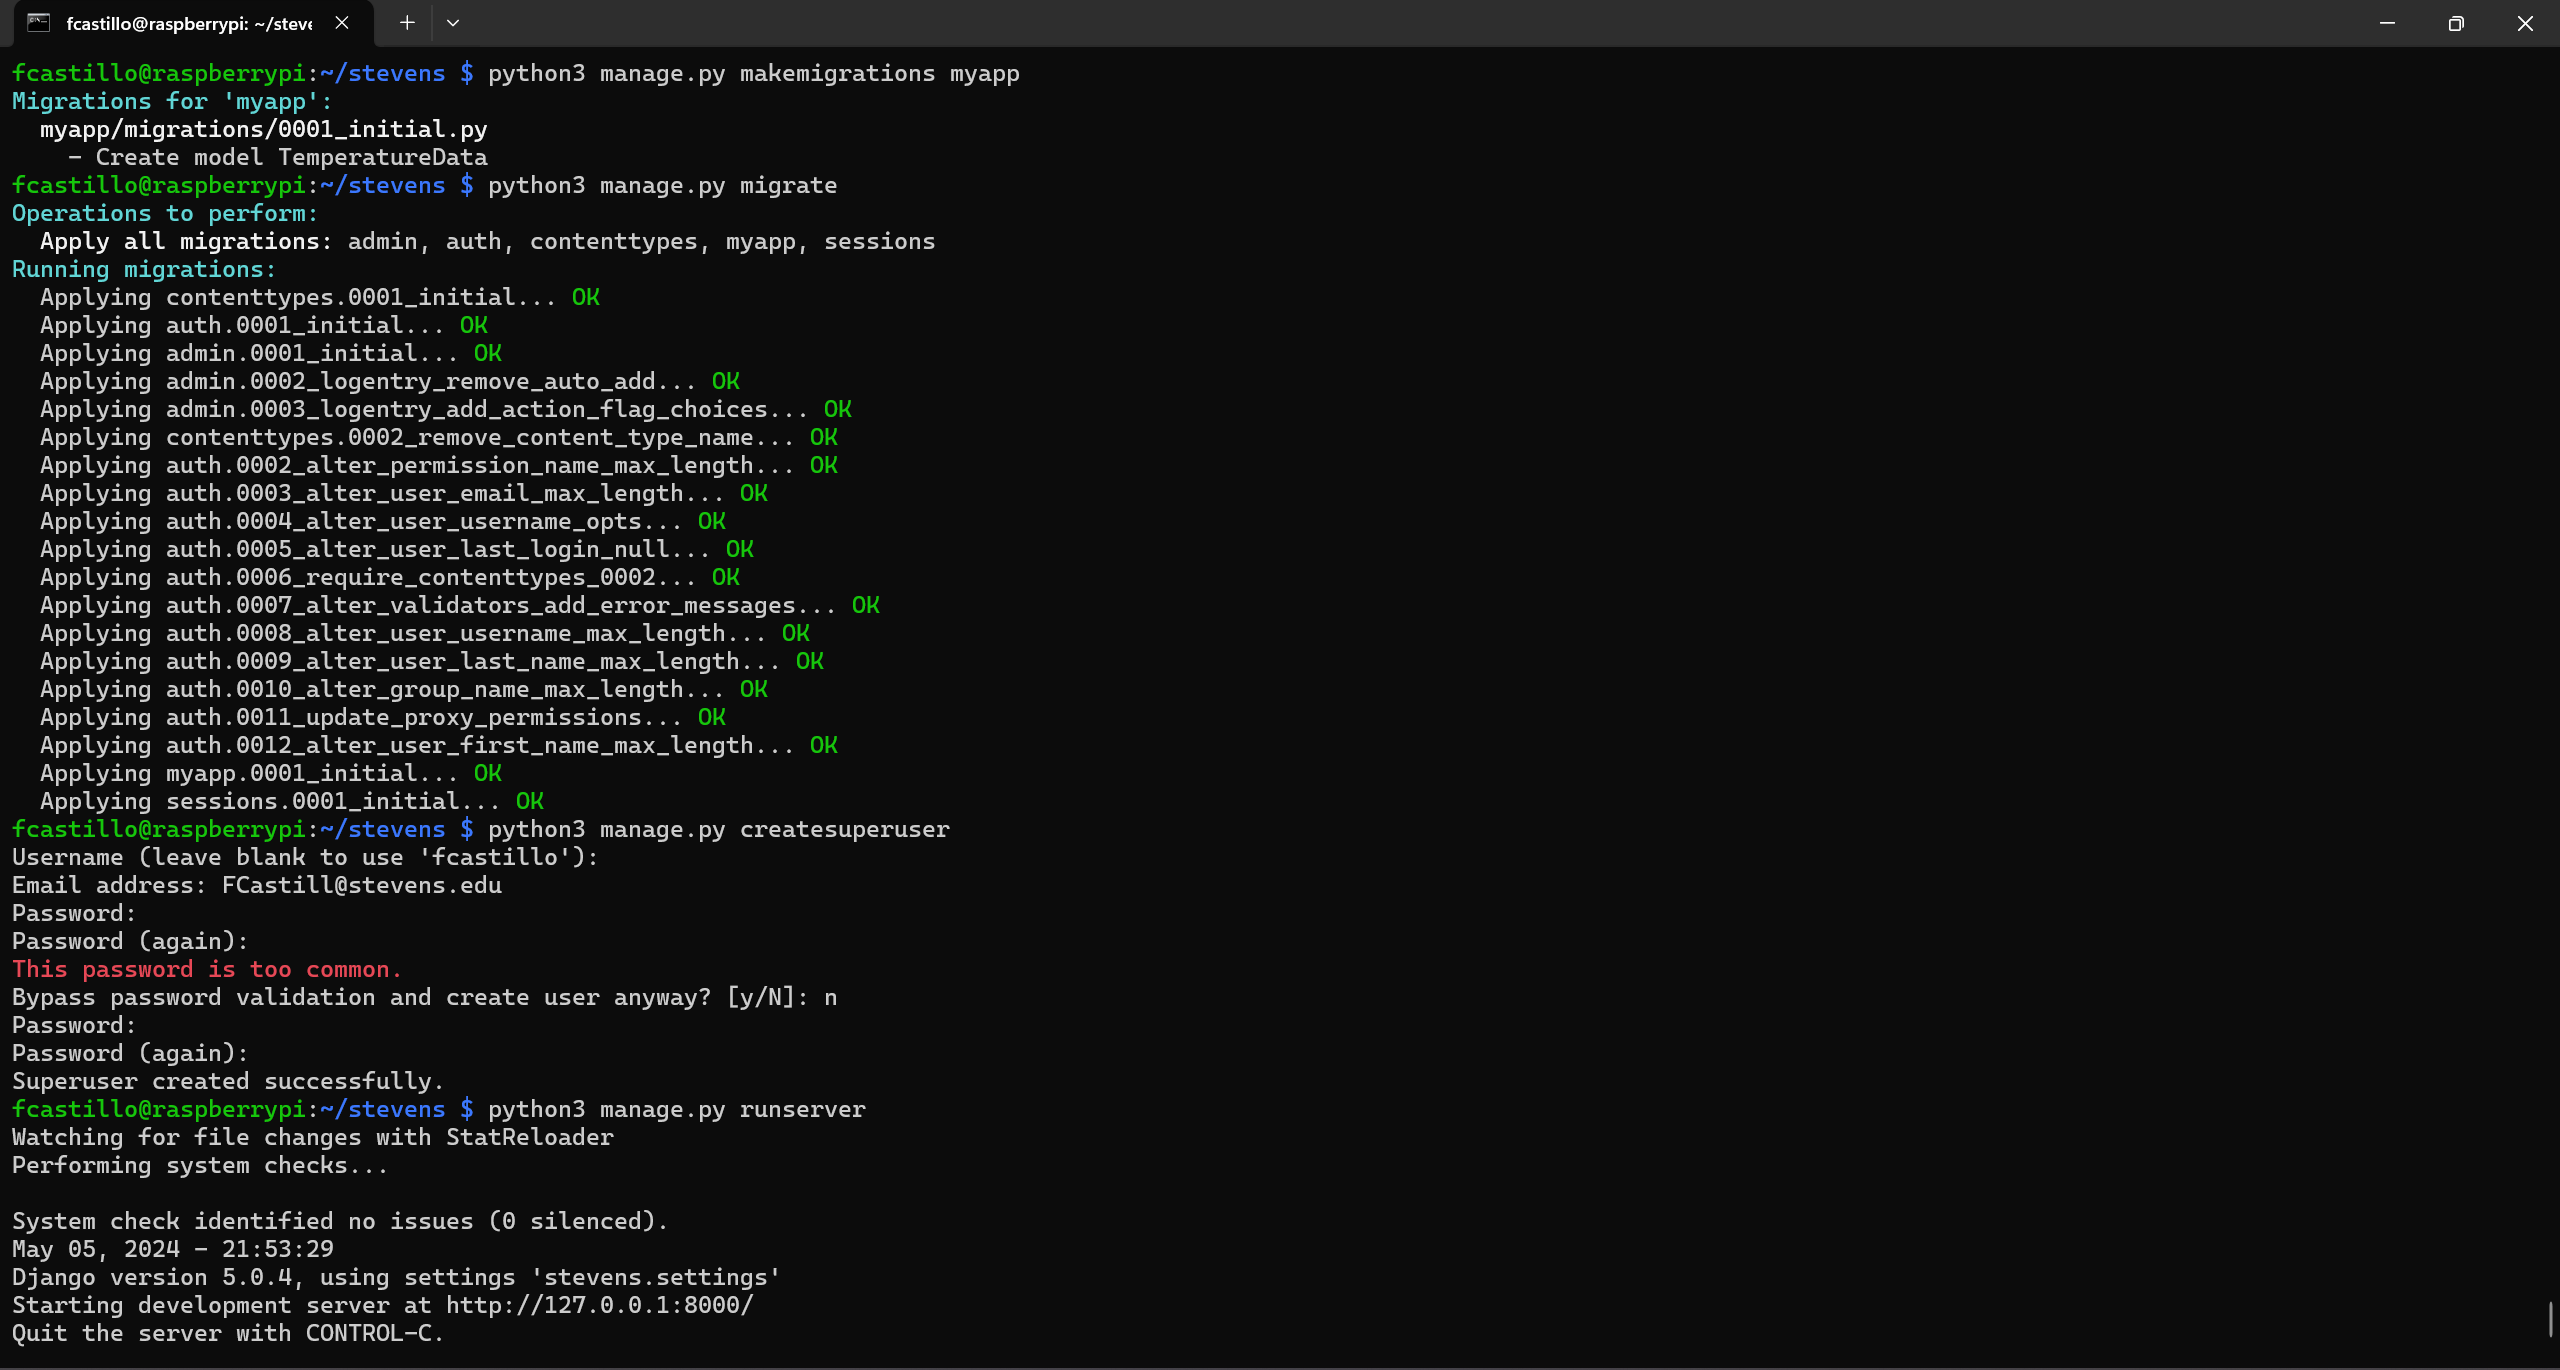 fcastillo@raspberrypi: ~/steve
fcastillo@raspberrypi:~/stevens $ python3 manage.py makemigrations myapp
Migrations for 'myapp':
  myapp/migrations/0001_initial.py
    - Create model TemperatureData
fcastillo@raspberrypi:~/stevens $ python3 manage.py migrate
Operations to perform:
  Apply all migrations: admin, auth, contenttypes, myapp, sessions
Running migrations:
  Applying contenttypes.0001_initial... OK
  Applying auth.0001_initial... OK
  Applying admin.0001_initial... OK
  Applying admin.0002_logentry_remove_auto_add... OK
  Applying admin.0003_logentry_add_action_flag_choices... OK
  Applying contenttypes.0002_remove_content_type_name... OK
  Applying auth.0002_alter_permission_name_max_length... OK
  Applying auth.0003_alter_user_email_max_length... OK
  Applying auth.0004_alter_user_username_opts... OK
  Applying auth.0005_alter_user_last_login_null... OK
  Applying auth.0006_require_contenttypes_0002... OK
  Applying auth.0007_alter_validators_add_error_messages... OK
  Applying auth.0008_alter_user_username_max_length... OK
  Applying auth.0009_alter_user_last_name_max_length... OK
  Applying auth.0010_alter_group_name_max_length... OK
  Applying auth.0011_update_proxy_permissions... OK
  Applying auth.0012_alter_user_first_name_max_length... OK
  Applying myapp.0001_initial... OK
  Applying sessions.0001_initial... OK
fcastillo@raspberrypi:~/stevens $ python3 manage.py createsuperuser
Username (leave blank to use 'fcastillo'):
Email address: FCastill@stevens.edu
Password:
Password (again):
This password is too common.
Bypass password validation and create user anyway? [y/N]: n
Password:
Password (again):
Superuser created successfully.
fcastillo@raspberrypi:~/stevens $ python3 manage.py runserver
Watching for file changes with StatReloader
Performing system checks...

System check identified no issues (0 silenced).
May 05, 2024 - 21:53:29
Django version 5.0.4, using settings 'stevens.settings'
Starting development server at http://127.0.0.1:8000/
Quit the server with CONTROL-C.